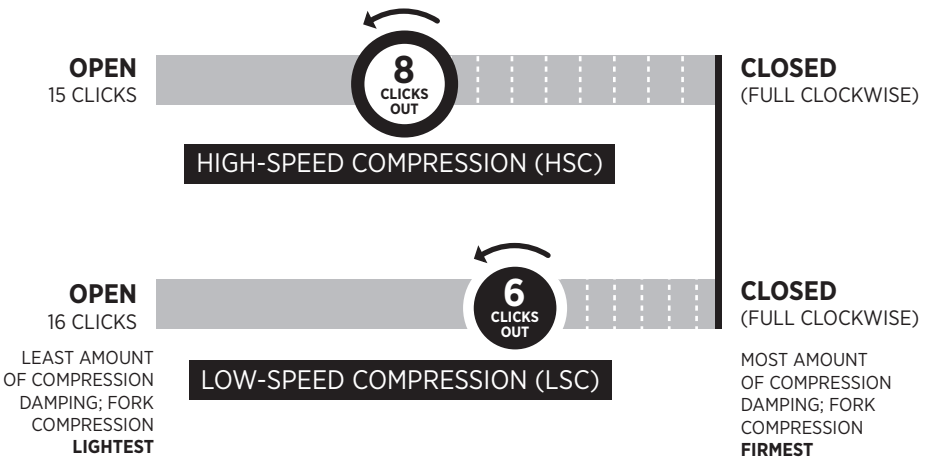 OPEN
15 CLICKS
8
CLICKS
OUT
CLOSED
(FULL CLOCKWISE)
HIGH-SPEED COMPRESSION (HSC)
OPEN
16 CLICKS
6
CLICKS
OUT
CLOSED
(FULL CLOCKWISE)
LEAST AMOUNT
OF COMPRESSION
DAMPING; FORK
COMPRESSION
LIGHTEST
LOW-SPEED COMPRESSION (LSC)
MOST AMOUNT
OF COMPRESSION
DAMPING; FORK
COMPRESSION
FIRMEST